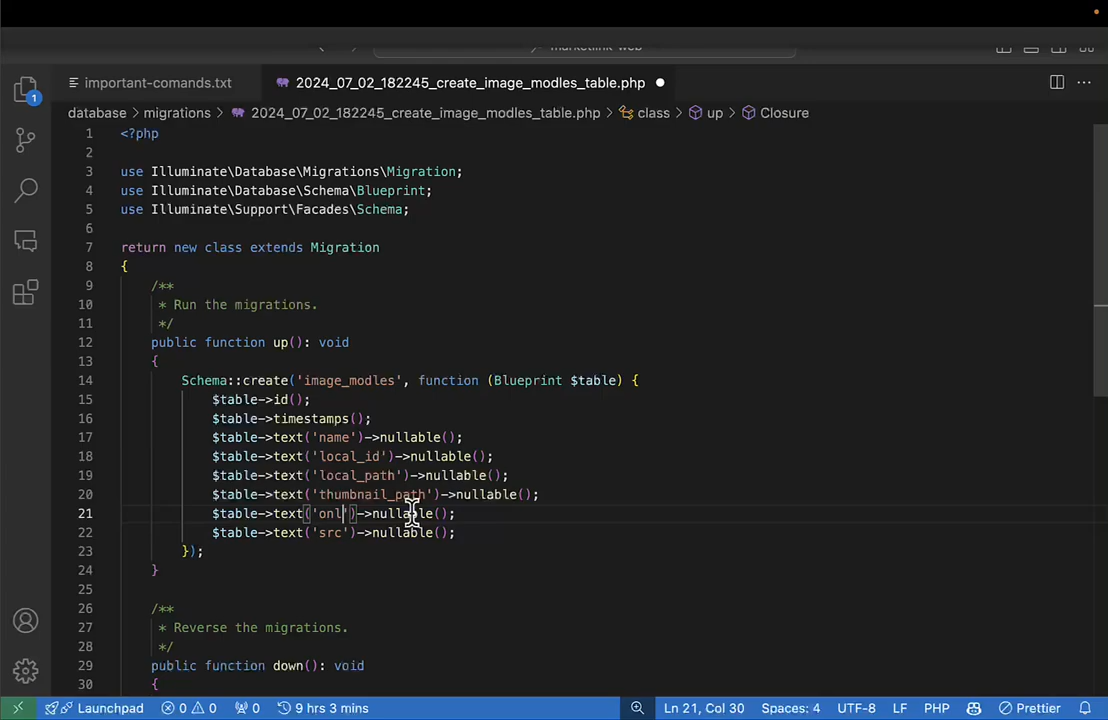 marketlink-web
important-comands.txt
2024_07_02_182245_create_image_modles_table.php
1
database > migrations > 2024_07_02_182245_create_image_modles_table.php > class > up > Closure
1 <?php
2
3 use Illuminate\Database\Migrations\Migration;
4 use Illuminate\Database\Schema\Blueprint;
5 use Illuminate\Support\Facades\Schema;
6
7 return new class extends Migration
8 {
9 /**
10 * Run the migrations.
11 */
12 public function up(): void
13 {
14 Schema::create('image_modles', function (Blueprint $table) {
15 $table->id();
16 $table->timestamps();
17 $table->text('name')->nullable();
18 $table->text('local_id')->nullable();
19 $table->text('local_path')->nullable();
20 $table->text('thumbnail_path')->nullable();
21 $table->text('onl')->nullable();
22 $table->text('src')->nullable();
23 });
24 }
25
26 /**
27 * Reverse the migrations.
28 */
29 public function down(): void
30 {
Launchpad 0 0 0 9 hrs 3 mins Ln 21, Col 30 Spaces: 4 UTF-8 LF PHP Prettier